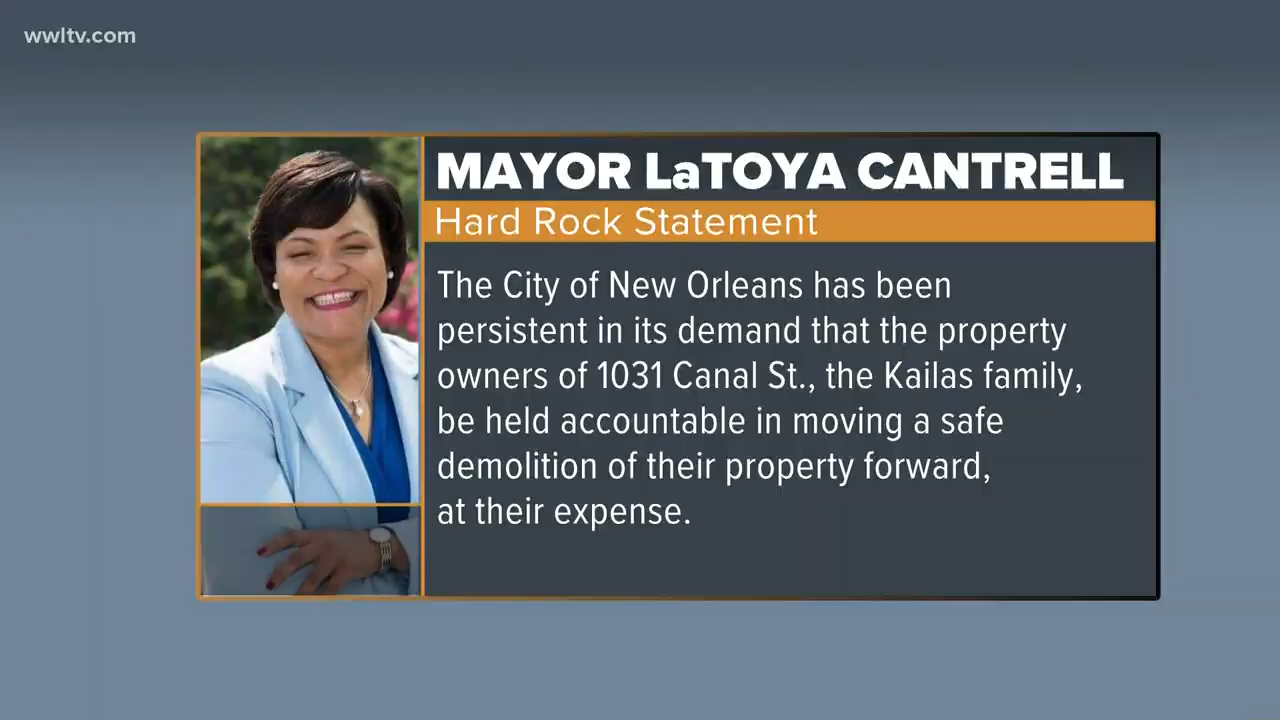 wwltv.com
MAYOR LaTOYA CANTRELL
Hard Rock Statement
The City of New Orleans has been
persistent in its demand that the property
owners of 1031 Canal St., the Kailas family,
be held accountable in moving a safe
demolition of their property forward,
at their expense.